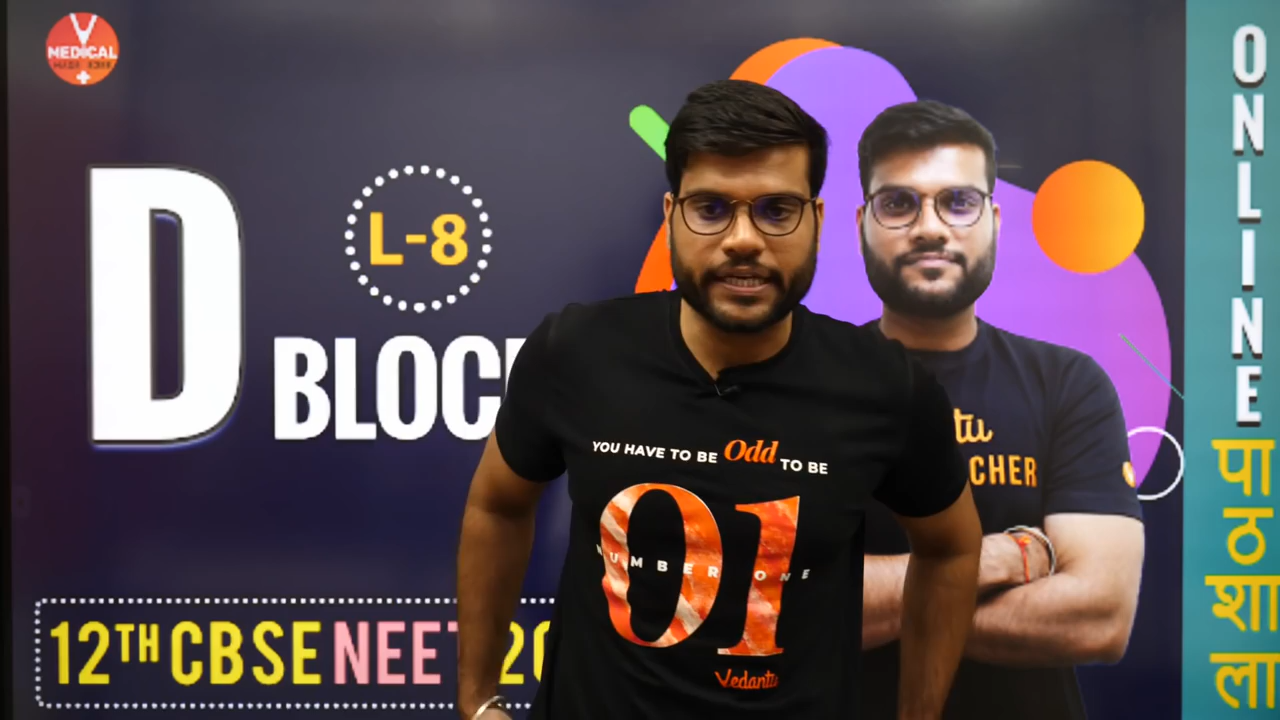 V
MEDICAL
D
L-8
BLOC
12TH CBSE NEE 20
YOU HAVE TO BE Odd TO BE
01
NUMBER ONE
Vedantu
tu
CHER
ONLINE
पाठशाला